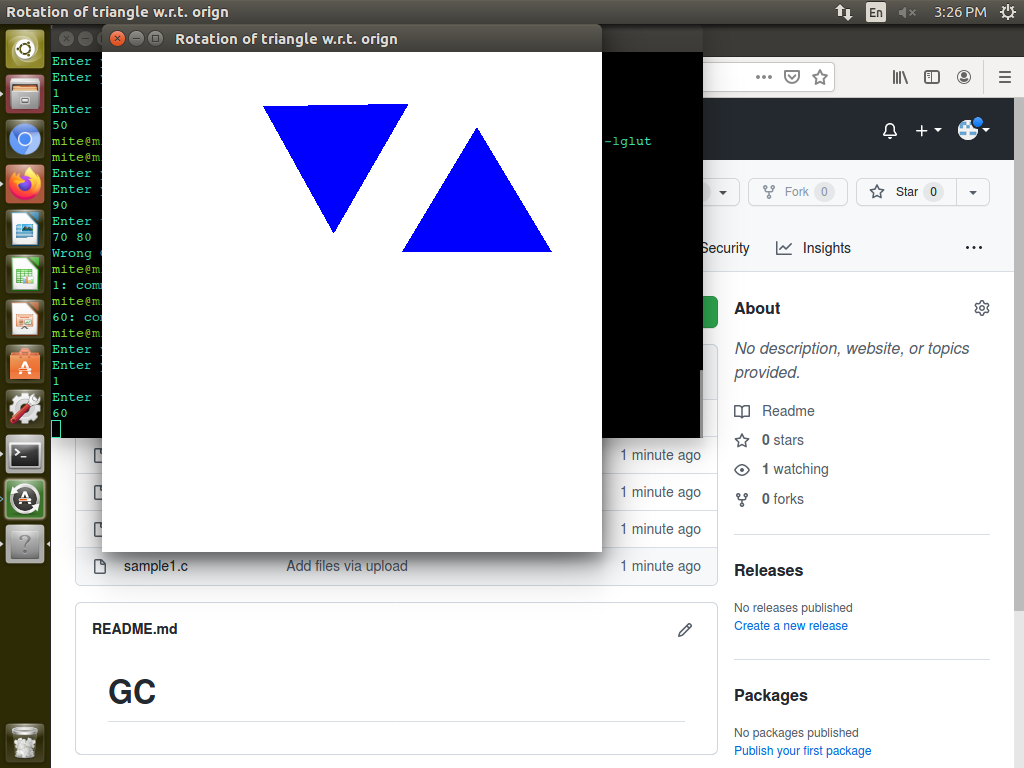 Rotation of triangle w.r.t. orign
En
3:26 PM
Rotation of triangle w.r.t. orign
Enter
Enter
1
Enter
50
mite@m
-lglut
mite@m
Enter
Enter
90
Enter
70 80
Wrong
mite@m
1: com
mite@m
60: co
mite@m
Enter
Enter
1
Enter
60
Fork 0
Star 0
Security
Insights
About
No description, website, or topics
provided.
Readme
0 stars
1 watching
0 forks
1 minute ago
1 minute ago
1 minute ago
sample1.c Add files via upload 1 minute ago
Releases
No releases published
Create a new release
README.md
GC
Packages
No packages published
Publish your first package